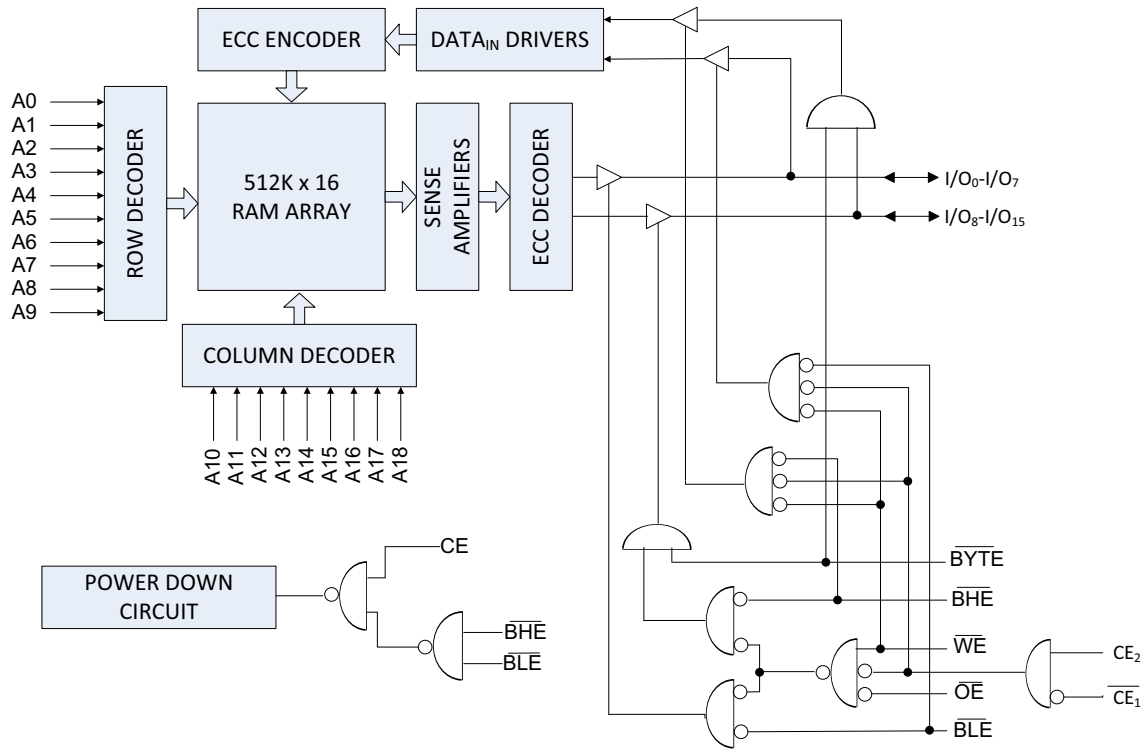 ECC ENCODER
DATAIN DRIVERS
A0
A1
A2
A3
A4
A5
A6
A7
A8
A9
ROW DECODER
512K x 16
RAM ARRAY
SENSE
AMPLIFIERS
ECC DECODER
I/O0-I/O7
I/O8-I/O15
COLUMN DECODER
A10
A11
A12
A13
A14
A15
A16
A17
A18
CE
POWER DOWN
CIRCUIT
BHE
BLE
BYTE
BHE
WE
OE
BLE
CE2
CE1